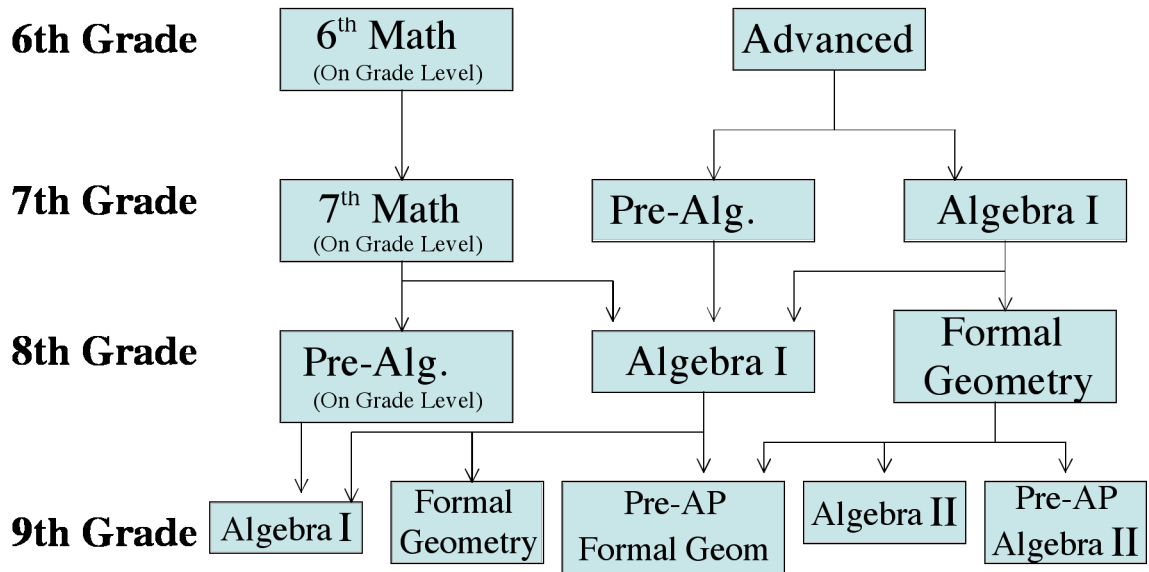 6th Grade
6th Math
(On Grade Level)
Advanced
7th Grade
7th Math
(On Grade Level)
Pre-Alg.
Algebra I
8th Grade
Pre-Alg.
(On Grade Level)
Algebra I
Formal
Geometry
9th Grade
Algebra I
Formal
Geometry
Pre-AP
Formal Geom
Algebra II
Pre-AP
Algebra II